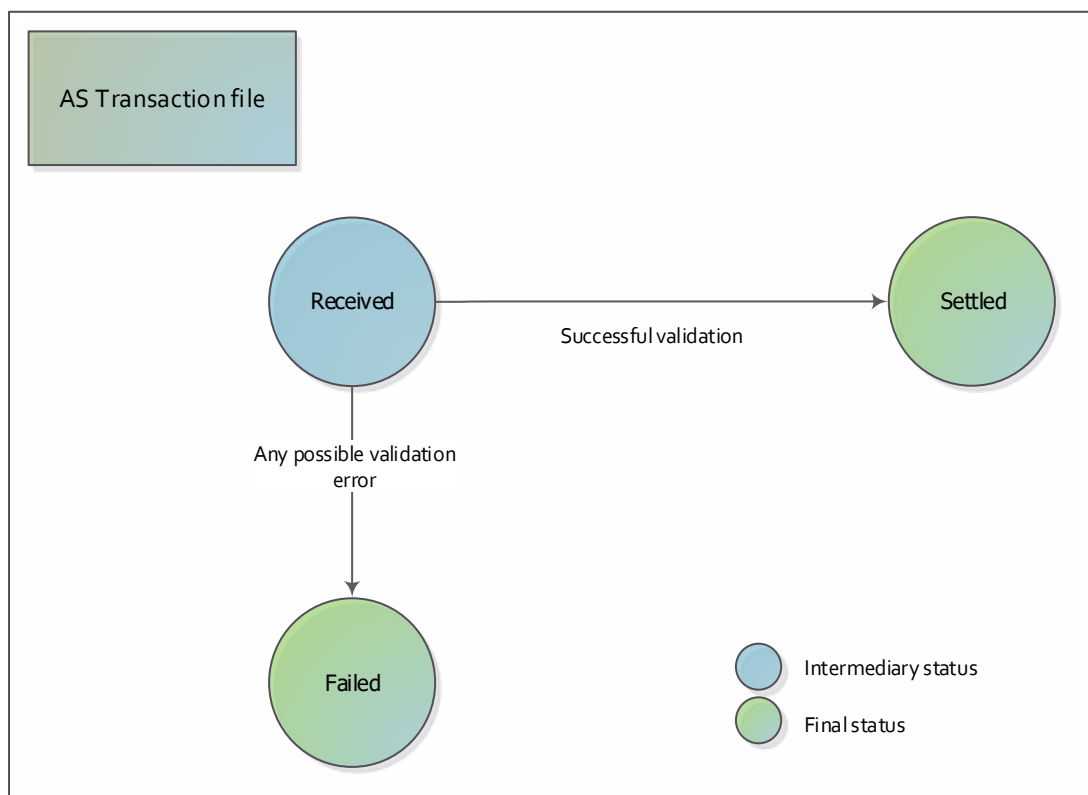 AS Transaction file
Received
Settled
Successful validation
Any possible validation
error
Failed
Intermediary status
Final status